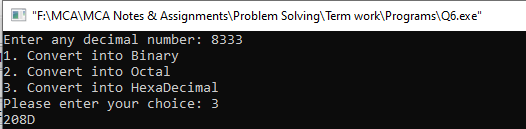 "F:\MCA\MCA Notes & Assignments\Problem Solving\Term work\Programs\Q6.exe"
Enter any decimal number: 8333
1. Convert into Binary
2. Convert into Octal
3. Convert into HexaDecimal
Please enter your choice: 3
208D